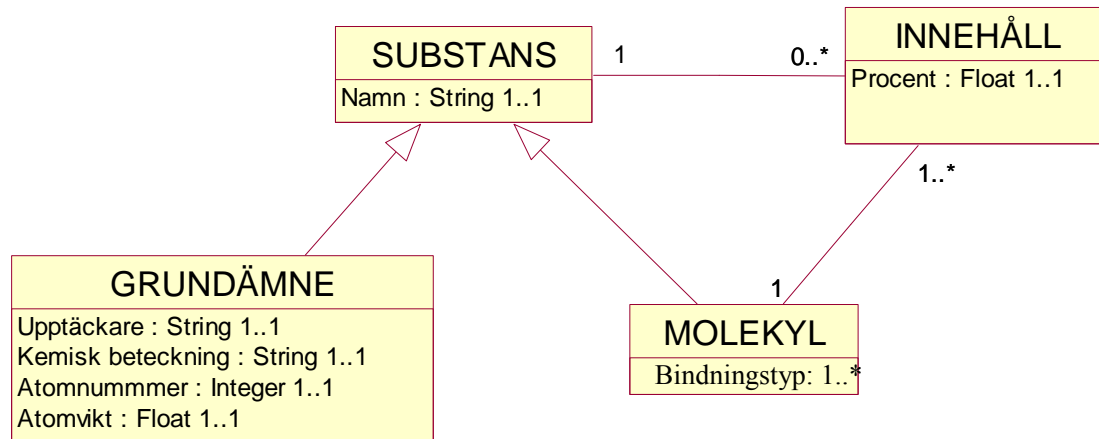 SUBSTANS
Namn : String 1..1
1
0..*
INNEHÅLL
Procent : Float 1..1
1..*
GRUNDÄMNE
Upptäckare : String 1..1
Kemisk beteckning : String 1..1
Atomnummmer : Integer 1..1
Atomvikt : Float 1..1
1
MOLEKYL
Bindningstyp: 1..*